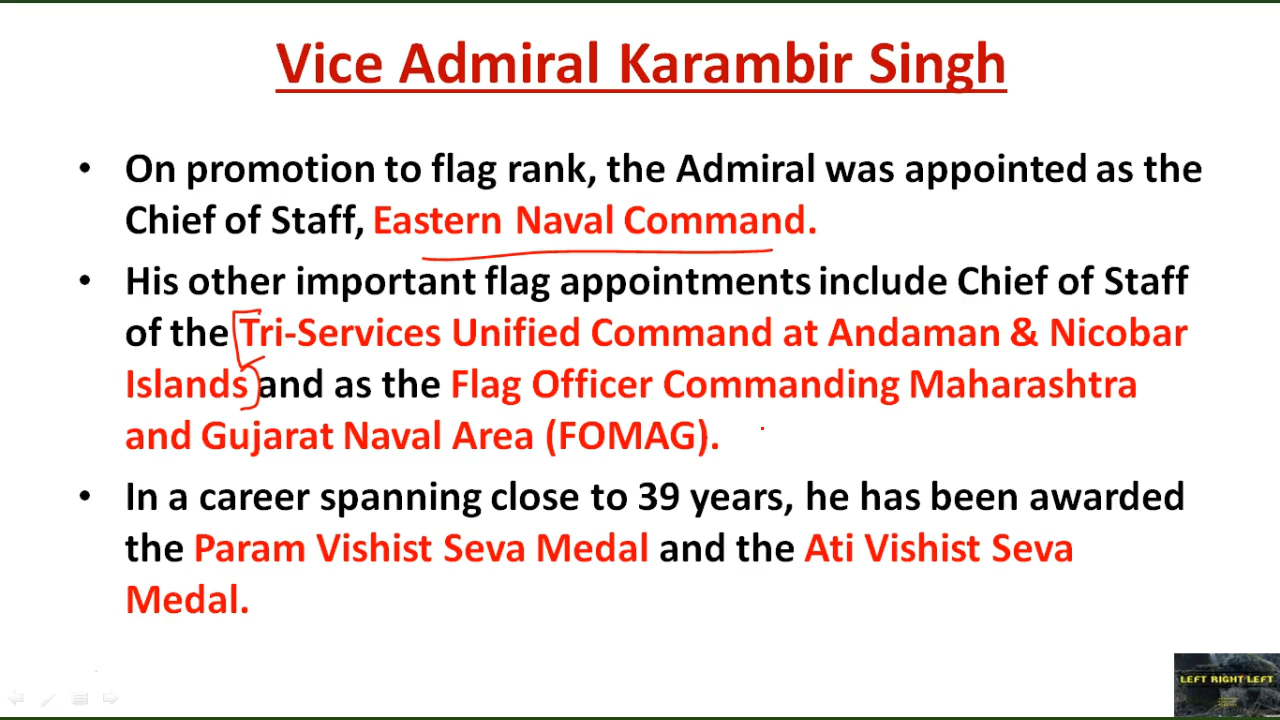 Vice Admiral Karambir Singh
• On promotion to flag rank, the Admiral was appointed as the
Chief of Staff, Eastern Naval Command.
• His other important flag appointments include Chief of Staff
of the Tri-Services Unified Command at Andaman & Nicobar
Islands and as the Flag Officer Commanding Maharashtra
and Gujarat Naval Area (FOMAG).
• In a career spanning close to 39 years, he has been awarded
the Param Vishist Seva Medal and the Ati Vishist Seva
Medal.
LEFT RIGHT LEFT